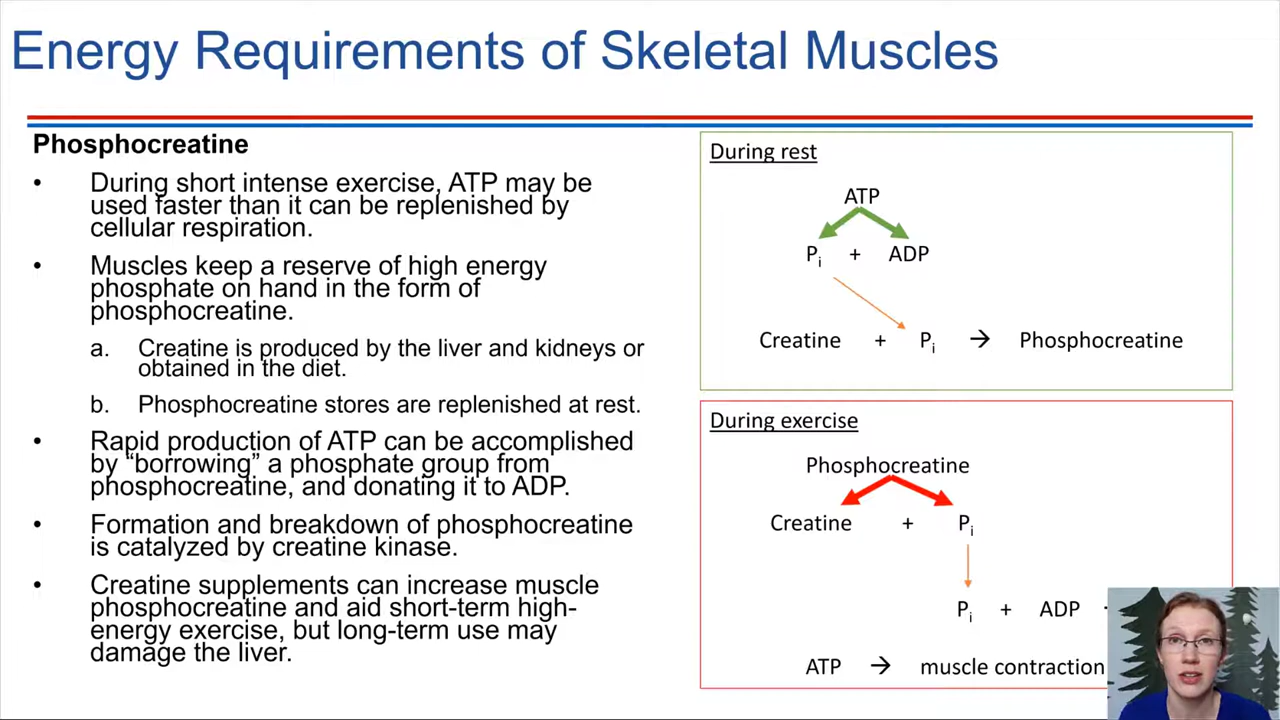 Energy Requirements of Skeletal Muscles
Phosphocreatine
• During short intense exercise, ATP may be
used faster than it can be replenished by
cellular respiration.
• Muscles keep a reserve of high energy
phosphate on hand in the form of
phosphocreatine.
a. Creatine is produced by the liver and kidneys or
obtained in the diet.
b. Phosphocreatine stores are replenished at rest.
• Rapid production of ATP can be accomplished
by “borrowing” a phosphate group from
phosphocreatine, and donating it to ADP.
• Formation and breakdown of phosphocreatine
is catalyzed by creatine kinase.
• Creatine supplements can increase muscle
phosphocreatine and aid short-term high-
energy exercise, but long-term use may
damage the liver.
During rest
ATP
Pi + ADP
Creatine + Pi → Phosphocreatine
During exercise
Phosphocreatine
Creatine + Pi
Pi + ADP
ATP → muscle contraction